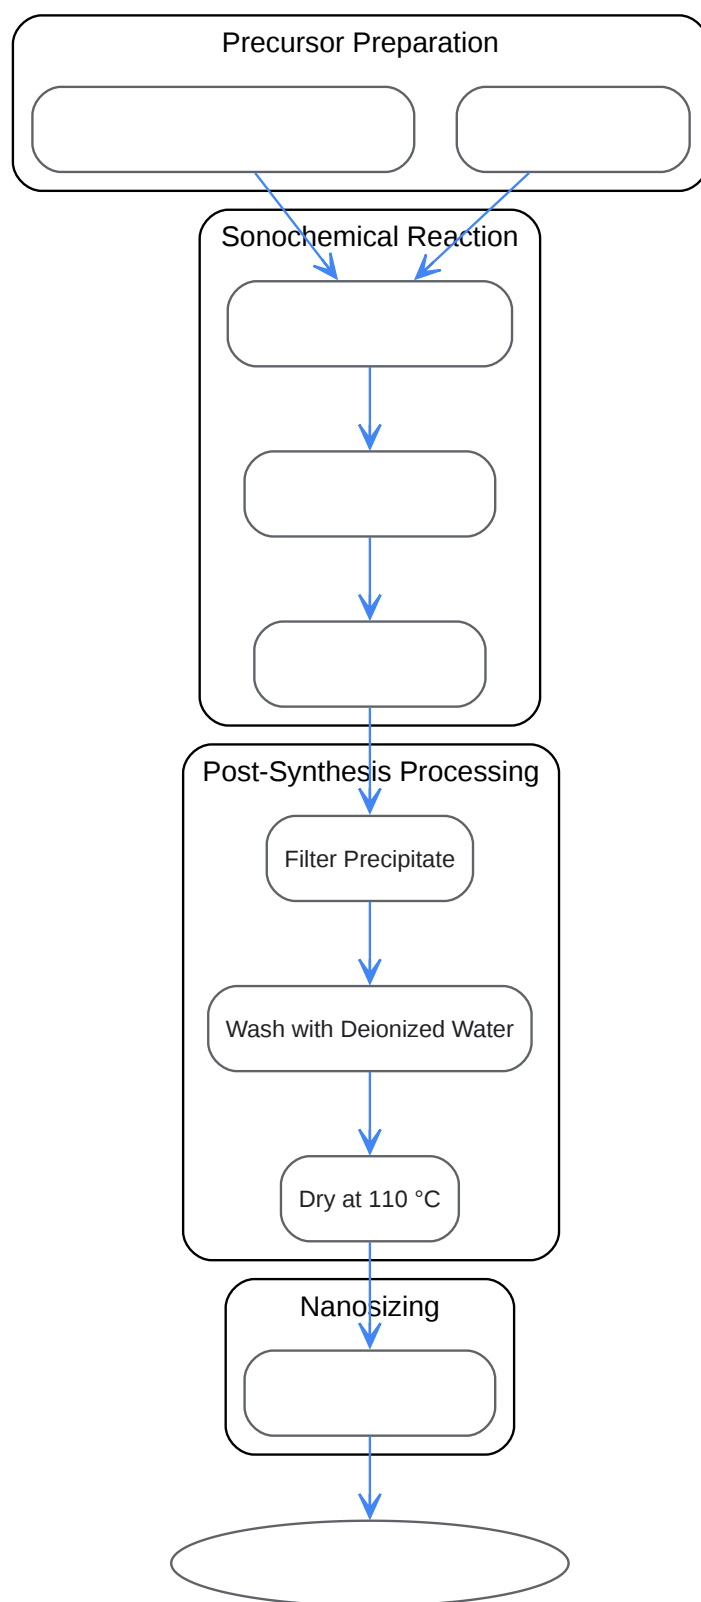 Precursor Preparation
Sonochemical Reaction
Post-Synthesis Processing
Filter Precipitate
Wash with Deionized Water
Dry at 110 °C
Nanosizing